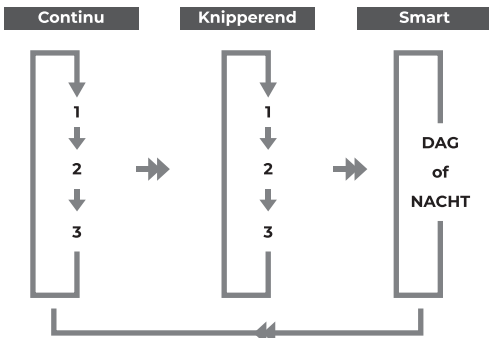 Continu
1
2
3
Knipperend
1
2
3
Smart
DAG
of
NACHT